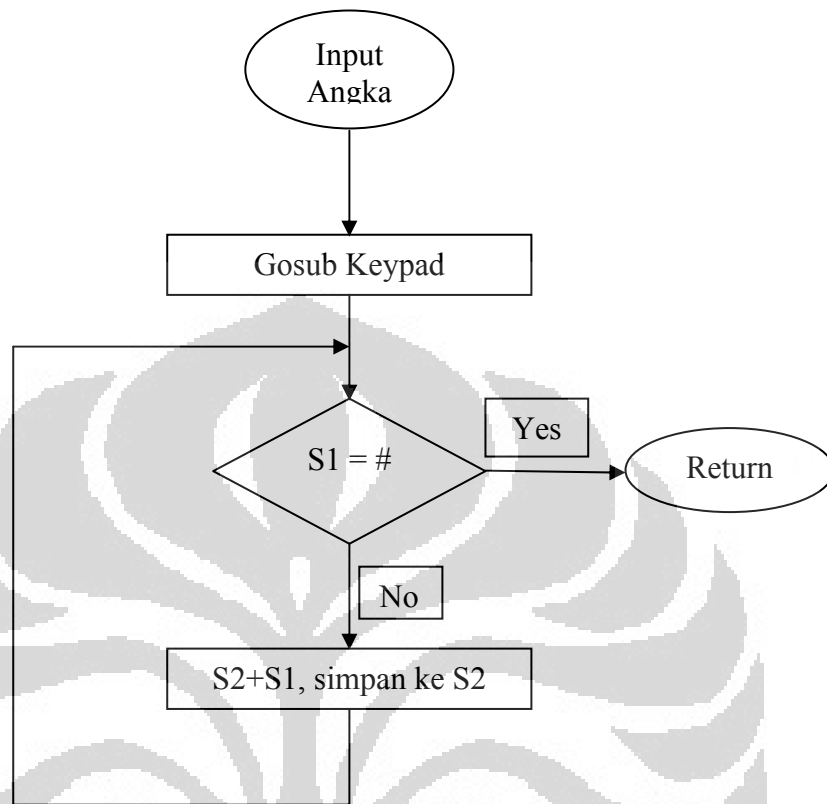 Input
Angka
Gosub Keypad
S1 = #
Yes
Return
No
S2+S1, simpan ke S2